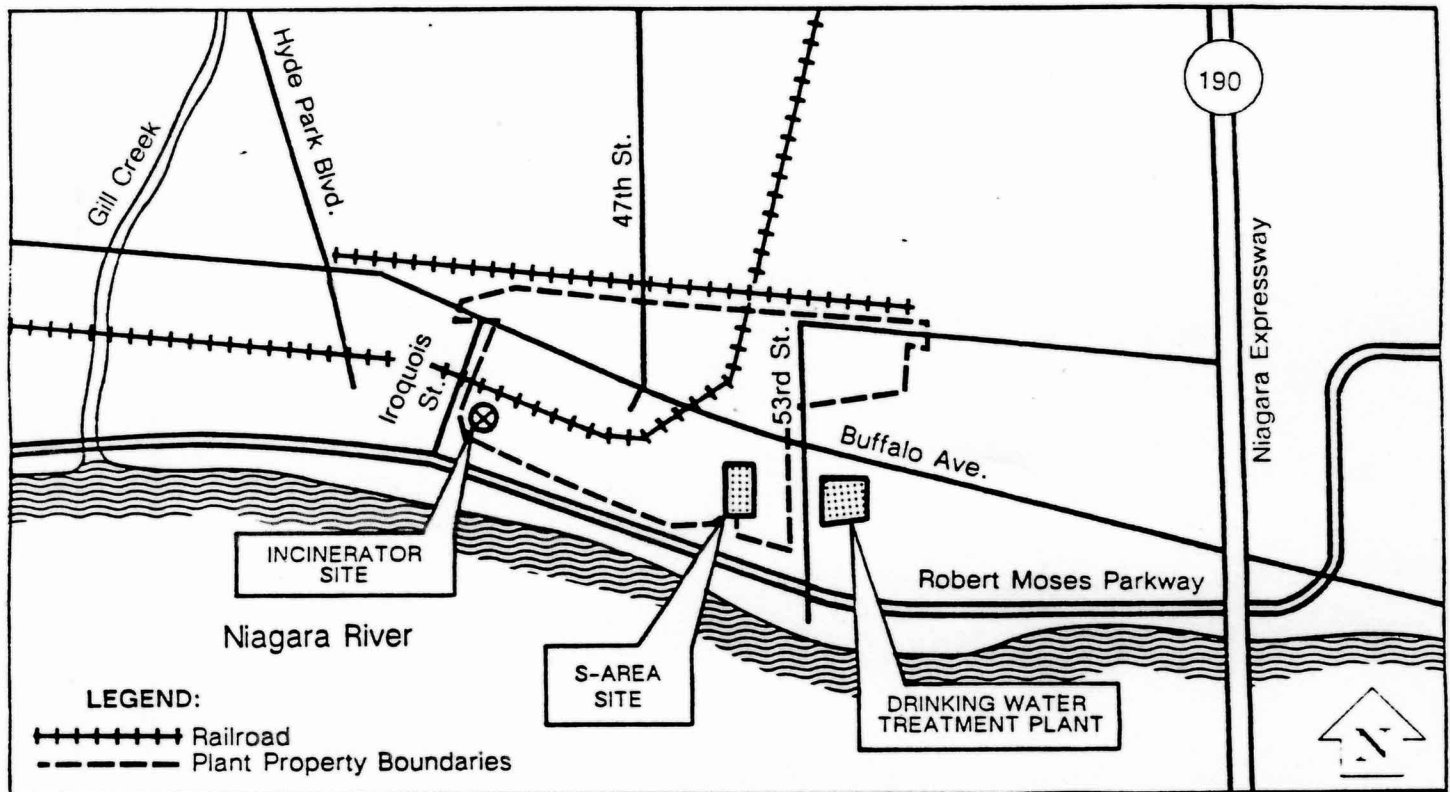 190
Hyde Park Blvd.
Gill Creek
47th St.
Niagara Expressway
Iroquois
St.
53rd St.
Buffalo Ave.
INCINERATOR
SITE
Robert Moses Parkway
Niagara River
S-AREA
SITE
DRINKING WATER
TREATMENT PLANT
LEGEND:
Railroad
Plant Property Boundaries
N